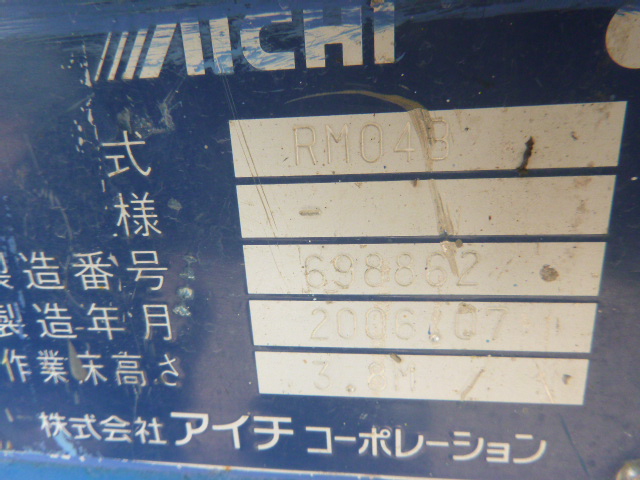 AICHI
式 RM04B
様
製造番号 698862
製造年月 2006.07
作業床高さ 3.8M
株式会社 アイチ コーポレーション